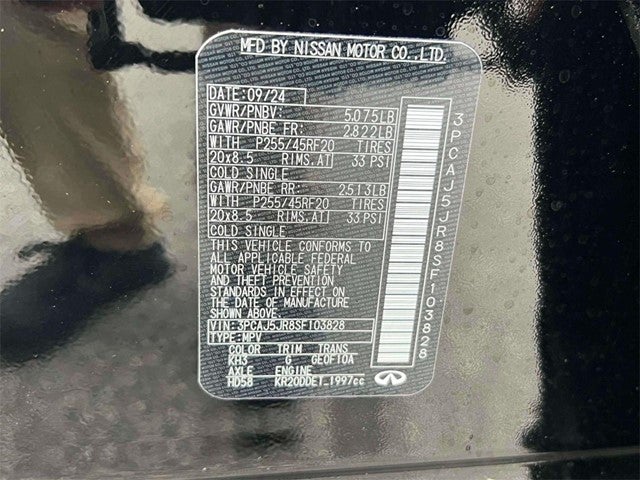 MFD BY NISSAN MOTOR CO.,LTD.
DATE:09/24
GVWR/PNBV: 5075LB
GAWR/PNBE FR: 2822LB
WITH P255/45RF20 TIRES
20x8.5 RIMS.AT 33 PSI
COLD SINGLE
GAWR/PNBE RR: 2513LB
WITH P255/45RF20 TIRES
20x8.5 RIMS.AT 33 PSI
COLD SINGLE
THIS VEHICLE CONFORMS TO
ALL APPLICABLE FEDERAL
MOTOR VEHICLE SAFETY
AND THEFT PREVENTION
STANDARDS IN EFFECT ON
THE DATE OF MANUFACTURE
SHOWN ABOVE.
VIN:3PCAJ5JR8SF103828
TYPE:MPV
COLOR TRIM TRANS
KH3 G GE0F10A
AXLE ENGINE
HD58 KR20DDET 1997cc
3PCAJ5JR8SF103828